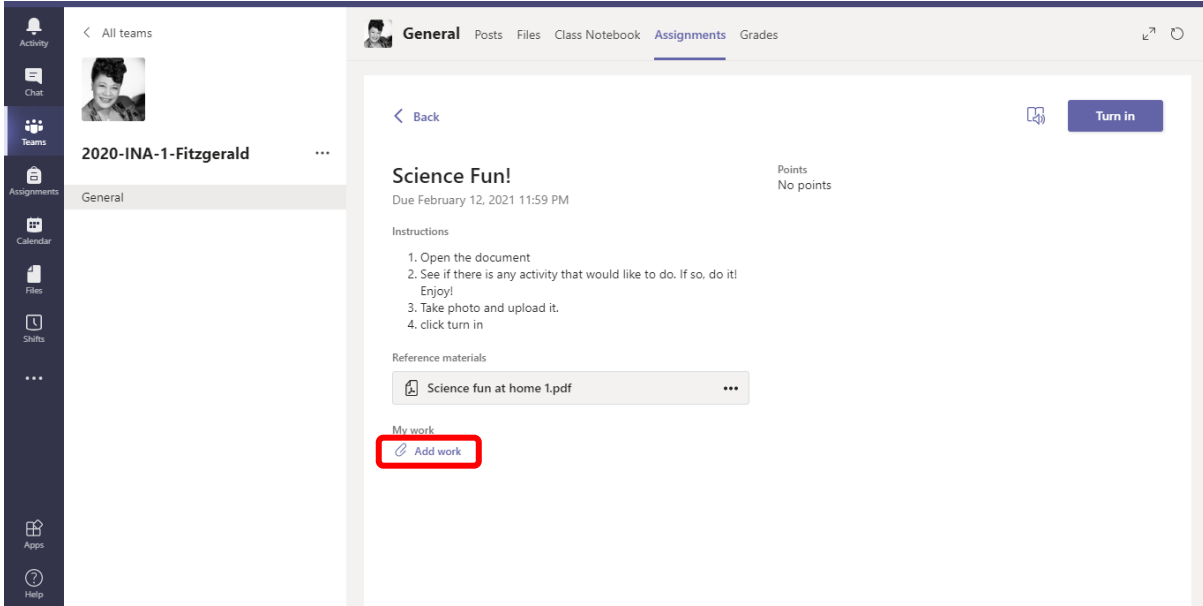 Activity
Chat
Teams
Assignments
Calendar
Files
Shifts
Apps
Help
All teams
2020-INA-1-Fitzgerald
General
General Posts Files Class Notebook Assignments Grades
Back
Turn in
Science Fun!
Due February 12, 2021 11:59 PM
Points
No points
Instructions
1. Open the document
2. See if there is any activity that would like to do. If so, do it!
Enjoy!
3. Take photo and upload it.
4. click turn in
Reference materials
Science fun at home 1.pdf
My work
Add work